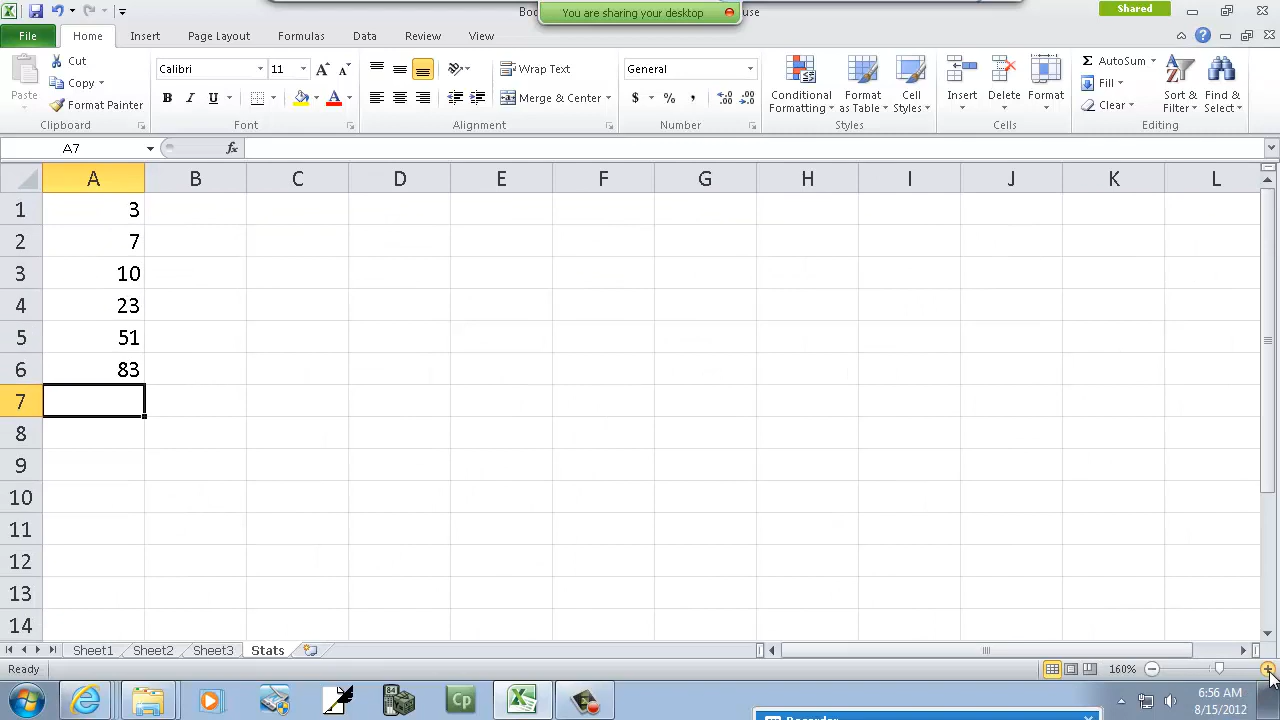 Boo
use
You are sharing your desktop
Shared
File Home Insert Page Layout Formulas Data Review View
Paste
Cut
Copy
Format Painter
Clipboard
Calibri 11
B I U
Font
Wrap Text
Merge & Center
Alignment
General
$ % ,
Number
Conditional Formatting
Format as Table
Cell Styles
Styles
Insert Delete Format
Cells
AutoSum
Fill
Clear
Sort & Filter
Find & Select
Editing
A7 fx
A B C D E F G H I J K L
1 3
2 7
3 10
4 23
5 51
6 83
7
8
9
10
11
12
13
14
Sheet1 Sheet2 Sheet3 Stats
Ready 160%
Cp
6:56 AM
8/15/2012